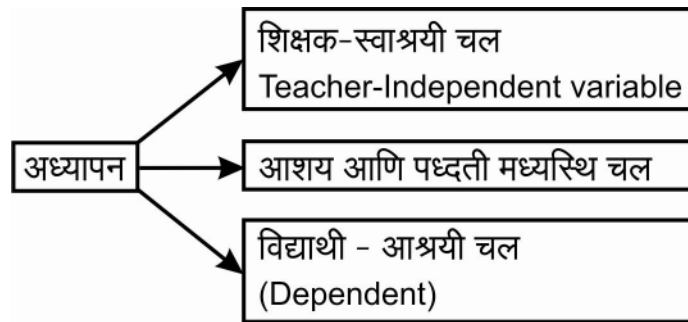 शिक्षक-स्वाश्रयी चल
Teacher-Independent variable
अध्यापन
आशय आणि पध्दती मध्यस्थि चल
विद्याथी - आश्रयी चल
(Dependent)